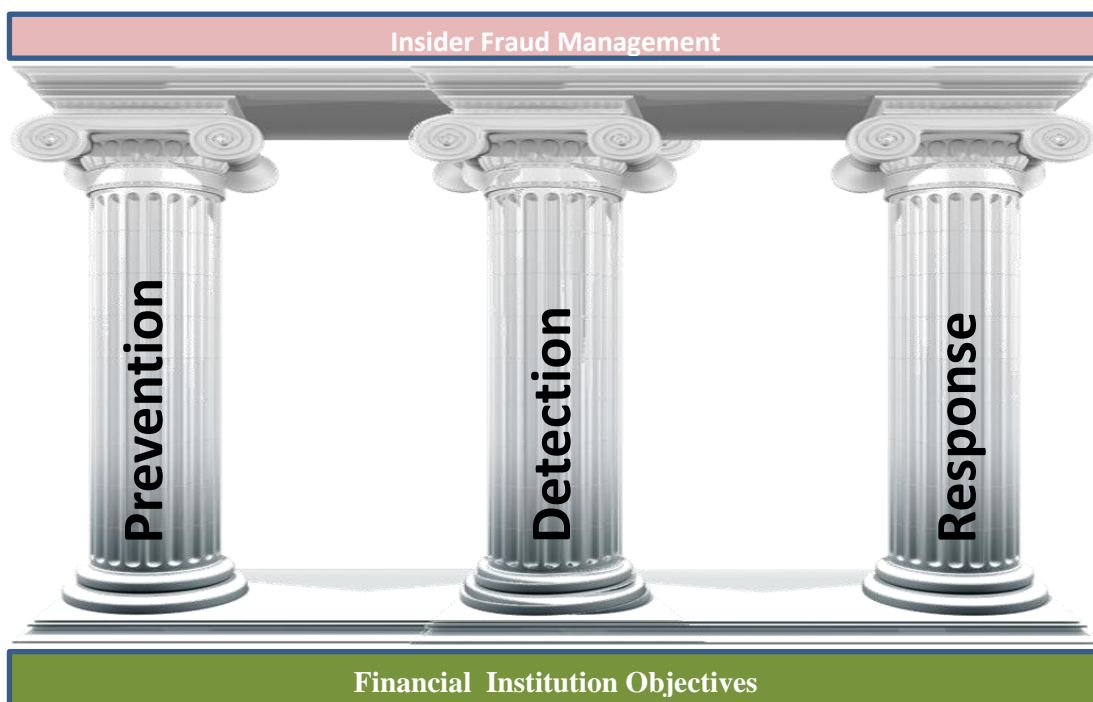 Insider Fraud Management
Prevention
Detection
Response
Financial Institution Objectives